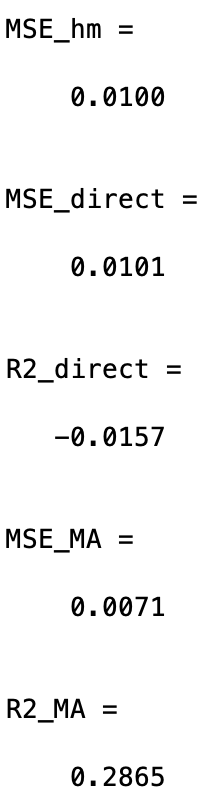 MSE_hm =
0.0100
MSE_direct =
0.0101
R2_direct =
-0.0157
MSE_MA =
0.0071
R2_MA =
0.2865